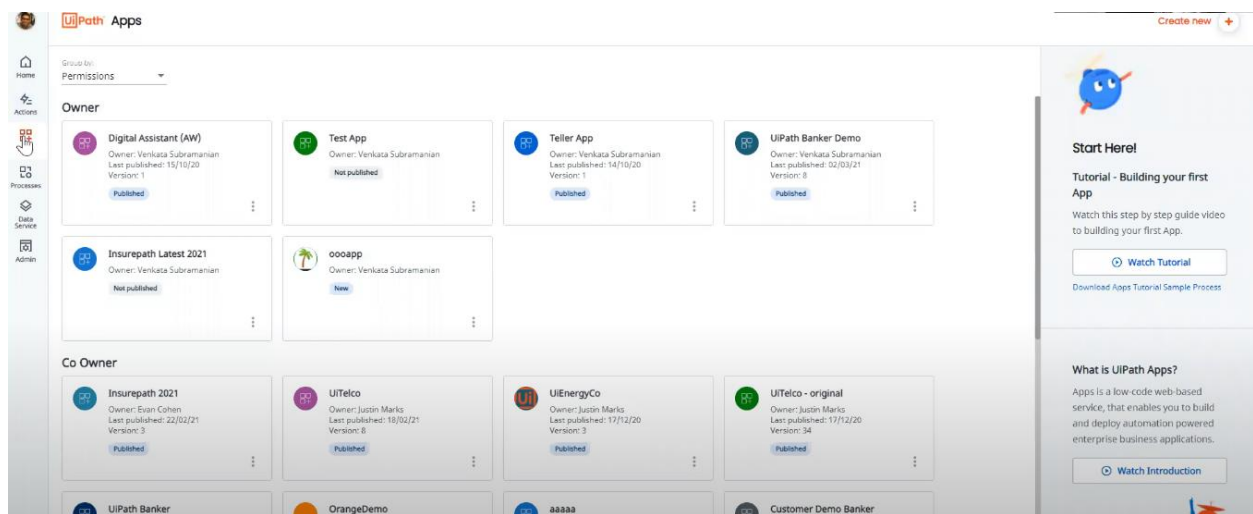 UiPath Apps
Create new +
Home
Actions
Processes
Data
Service
Admin
Group by:
Permissions
Owner
Digital Assistant (AW)
Owner: Venkata Subramanian
Last published: 15/10/20
Version: 1
Published
Test App
Owner: Venkata Subramanian
Not published
Teller App
Owner: Venkata Subramanian
Last published: 14/10/20
Version: 1
Published
UiPath Banker Demo
Owner: Venkata Subramanian
Last published: 02/03/21
Version: 8
Published
Insurepath Latest 2021
Owner: Venkata Subramanian
Not published
oooapp
Owner: Venkata Subramanian
New
Co Owner
Insurepath 2021
Owner: Evan Cohen
Last published: 22/02/21
Version: 3
Published
UiTelco
Owner: Justin Marks
Last published: 18/02/21
Version: 8
Published
Ui
UiEnergyCo
Owner: Justin Marks
Last published: 17/12/20
Version: 3
Published
UiTelco - original
Owner: Justin Marks
Last published: 17/12/20
Version: 34
Published
UiPath Banker
OrangeDemo
aaaaa
Customer Demo Banker
Start Here!
Tutorial - Building your first
App
Watch this step by step guide video
to building your first App.
Watch Tutorial
Download Apps Tutorial Sample Process
What is UiPath Apps?
Apps is a low-code web-based
service, that enables you to build
and deploy automation powered
enterprise business applications.
Watch Introduction